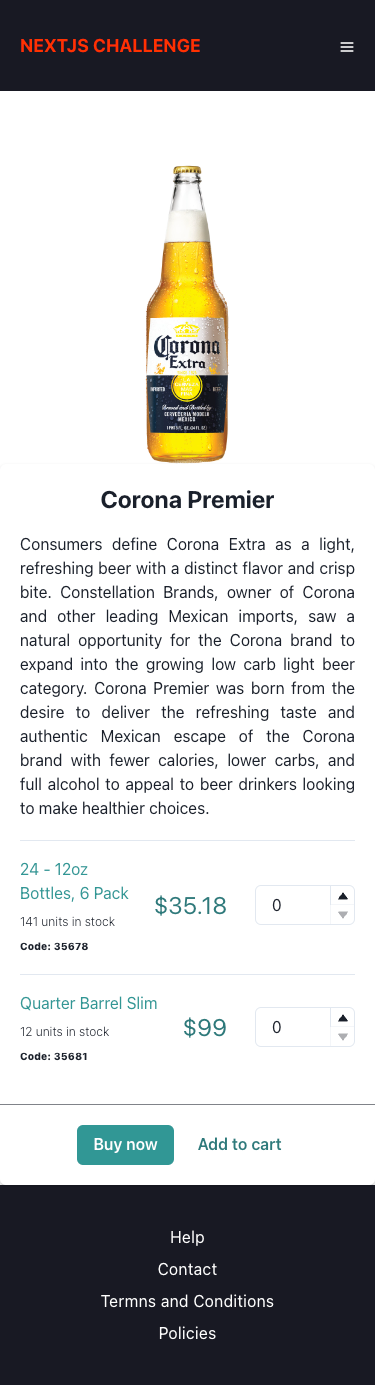 NEXTJS CHALLENGE
Corona
Extra
Corona Premier
Consumers define Corona Extra as a light,
refreshing beer with a distinct flavor and crisp
bite. Constellation Brands, owner of Corona
and other leading Mexican imports, saw a
natural opportunity for the Corona brand to
expand into the growing low carb light beer
category. Corona Premier was born from the
desire to deliver the refreshing taste and
authentic Mexican escape of the Corona
brand with fewer calories, lower carbs, and
full alcohol to appeal to beer drinkers looking
to make healthier choices.
24 - 12oz
Bottles, 6 Pack
141 units in stock
Code: 35678
$35.18
0
Quarter Barrel Slim
12 units in stock
Code: 35681
$99
0
Buy now
Add to cart
Help
Contact
Termns and Conditions
Policies